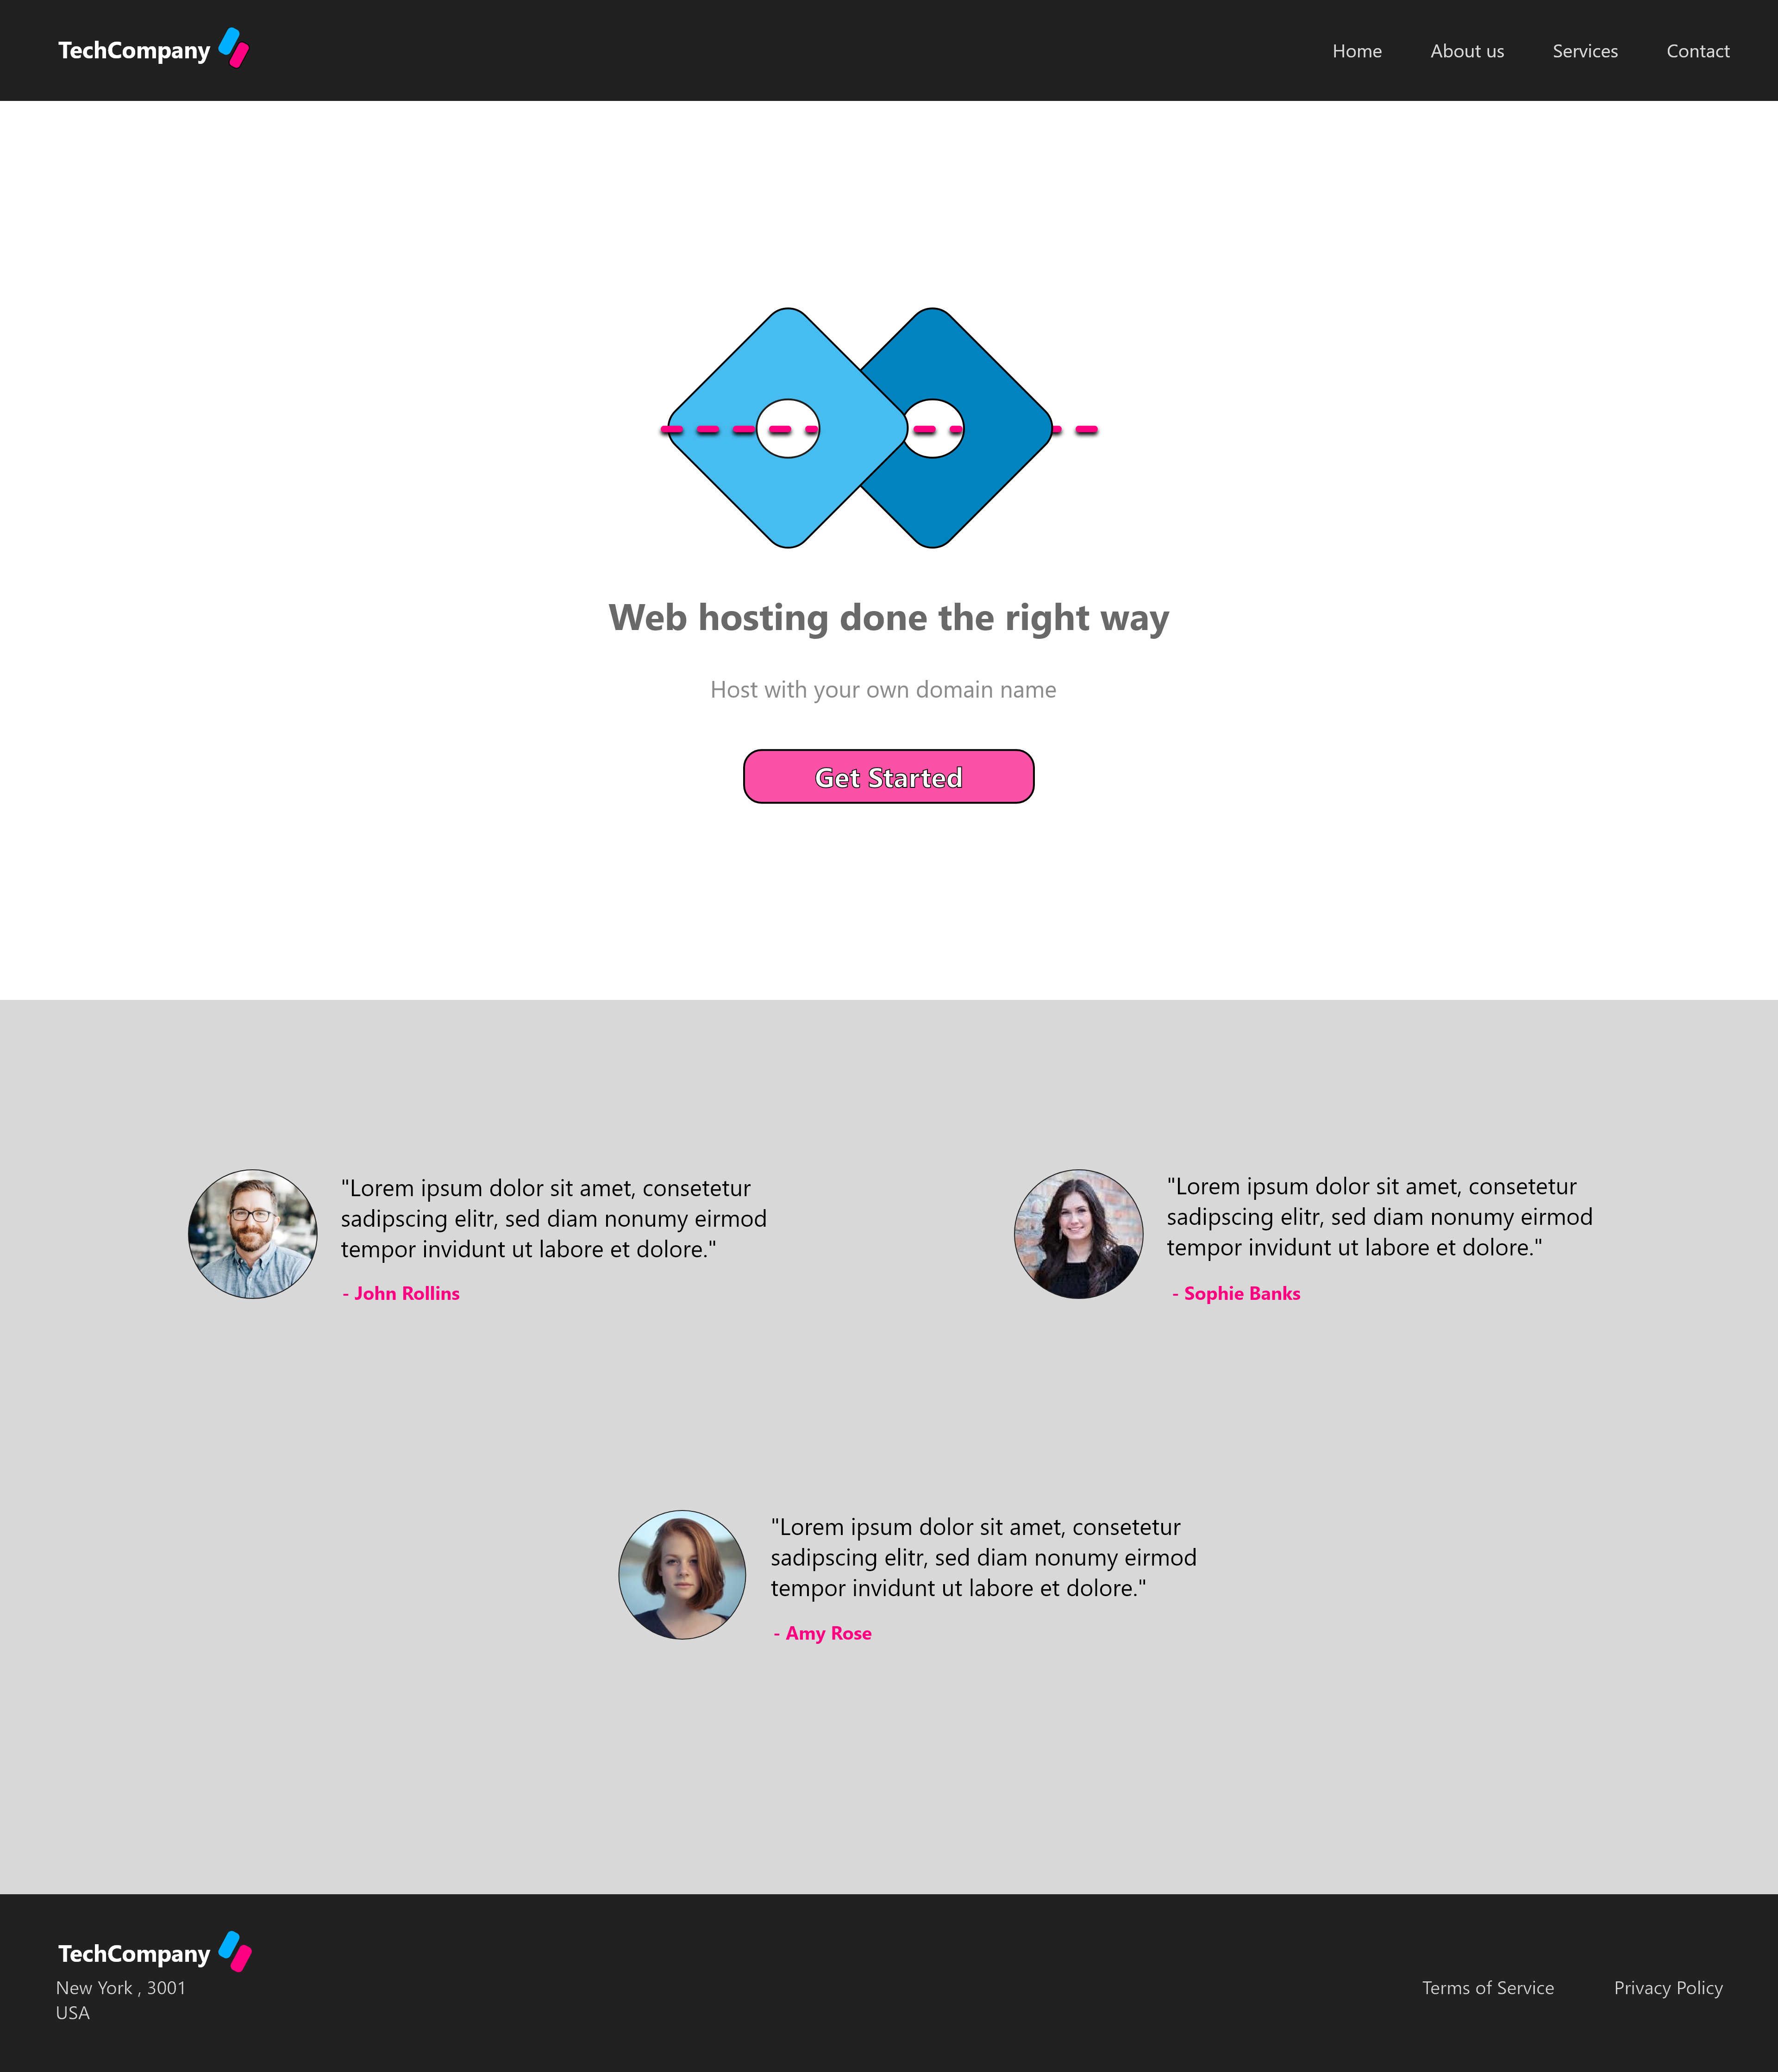 TechCompany
Home
About us
Services
Contact
Web hosting done the right way
Host with your own domain name
Get Started
"Lorem ipsum dolor sit amet, consetetur
sadipscing elitr, sed diam nonumy eirmod
tempor invidunt ut labore et dolore."
- John Rollins
"Lorem ipsum dolor sit amet, consetetur
sadipscing elitr, sed diam nonumy eirmod
tempor invidunt ut labore et dolore."
- Sophie Banks
"Lorem ipsum dolor sit amet, consetetur
sadipscing elitr, sed diam nonumy eirmod
tempor invidunt ut labore et dolore."
- Amy Rose
TechCompany
New York , 3001
USA
Terms of Service
Privacy Policy